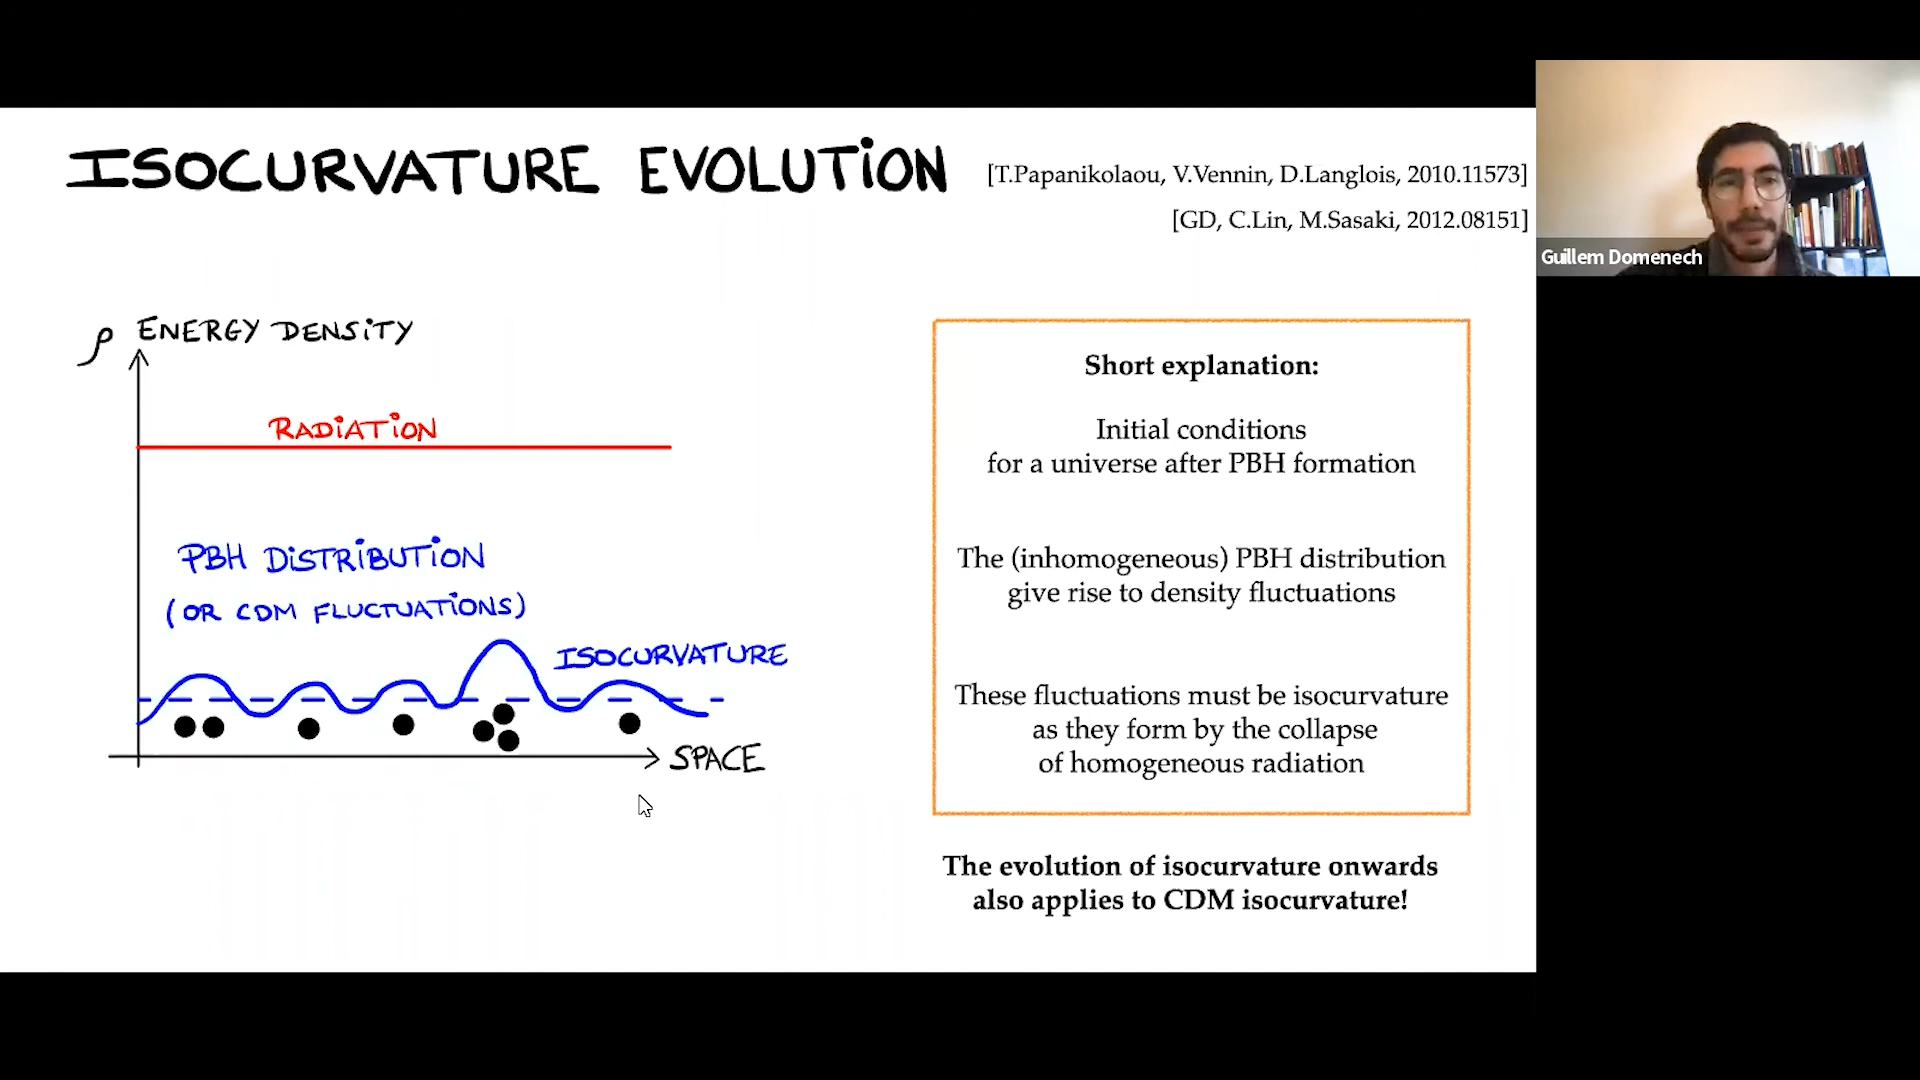 ISOCURVATURE EVOLUTION
[T.Papanikolaou, V.Vennin, D.Langlois, 2010.11573]
[GD, C.Lin, M.Sasaki, 2012.08151]
Guillem Domenech
ρ ENERGY DENSITY
RADIATION
PBH DISTRIBUTION
(OR CDM FLUCTUATIONS)
ISOCURVATURE
SPACE
Short explanation:
Initial conditions
for a universe after PBH formation
The (inhomogeneous) PBH distribution
give rise to density fluctuations
These fluctuations must be isocurvature
as they form by the collapse
of homogeneous radiation
The evolution of isocurvature onwards
also applies to CDM isocurvature!